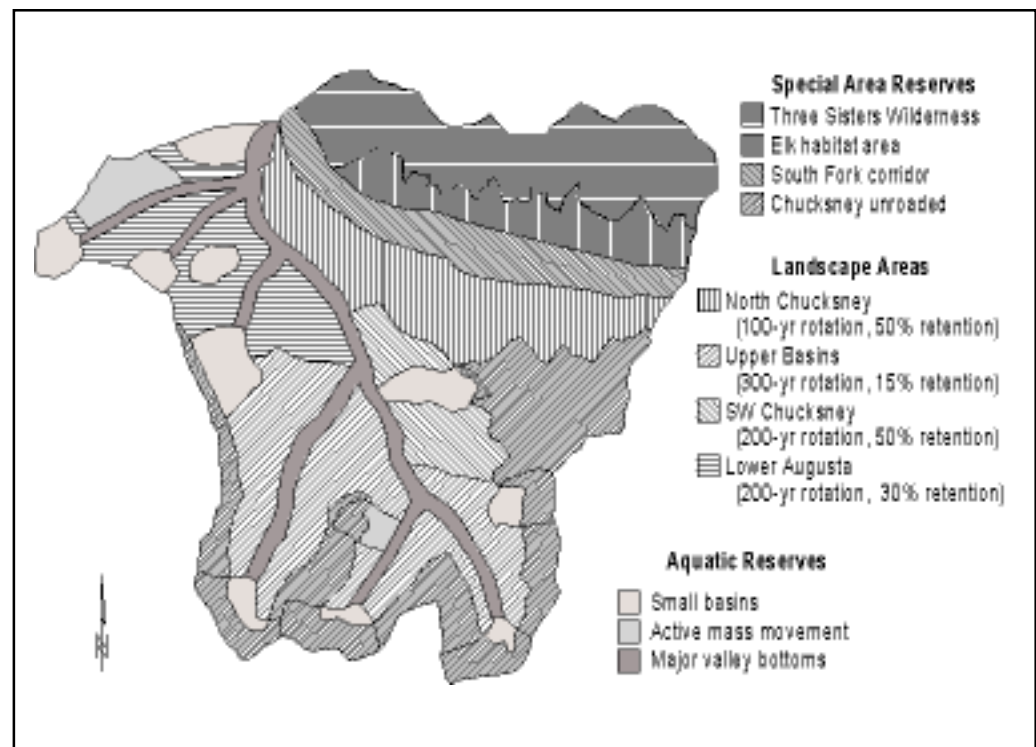 Special Area Reserves
Three Sisters Wilderness
Elk habitat area
South Fork corridor
Chucksney unroaded
Landscape Areas
North Chucksney
(100-yr rotation, 50% retention)
Upper Basins
(300-yr rotation, 15% retention)
SW Chucksney
(200-yr rotation, 50% retention)
Lower Augusta
(200-yr rotation, 30% retention)
Aquatic Reserves
Small basins
Active mass movement
Major valley bottoms
N